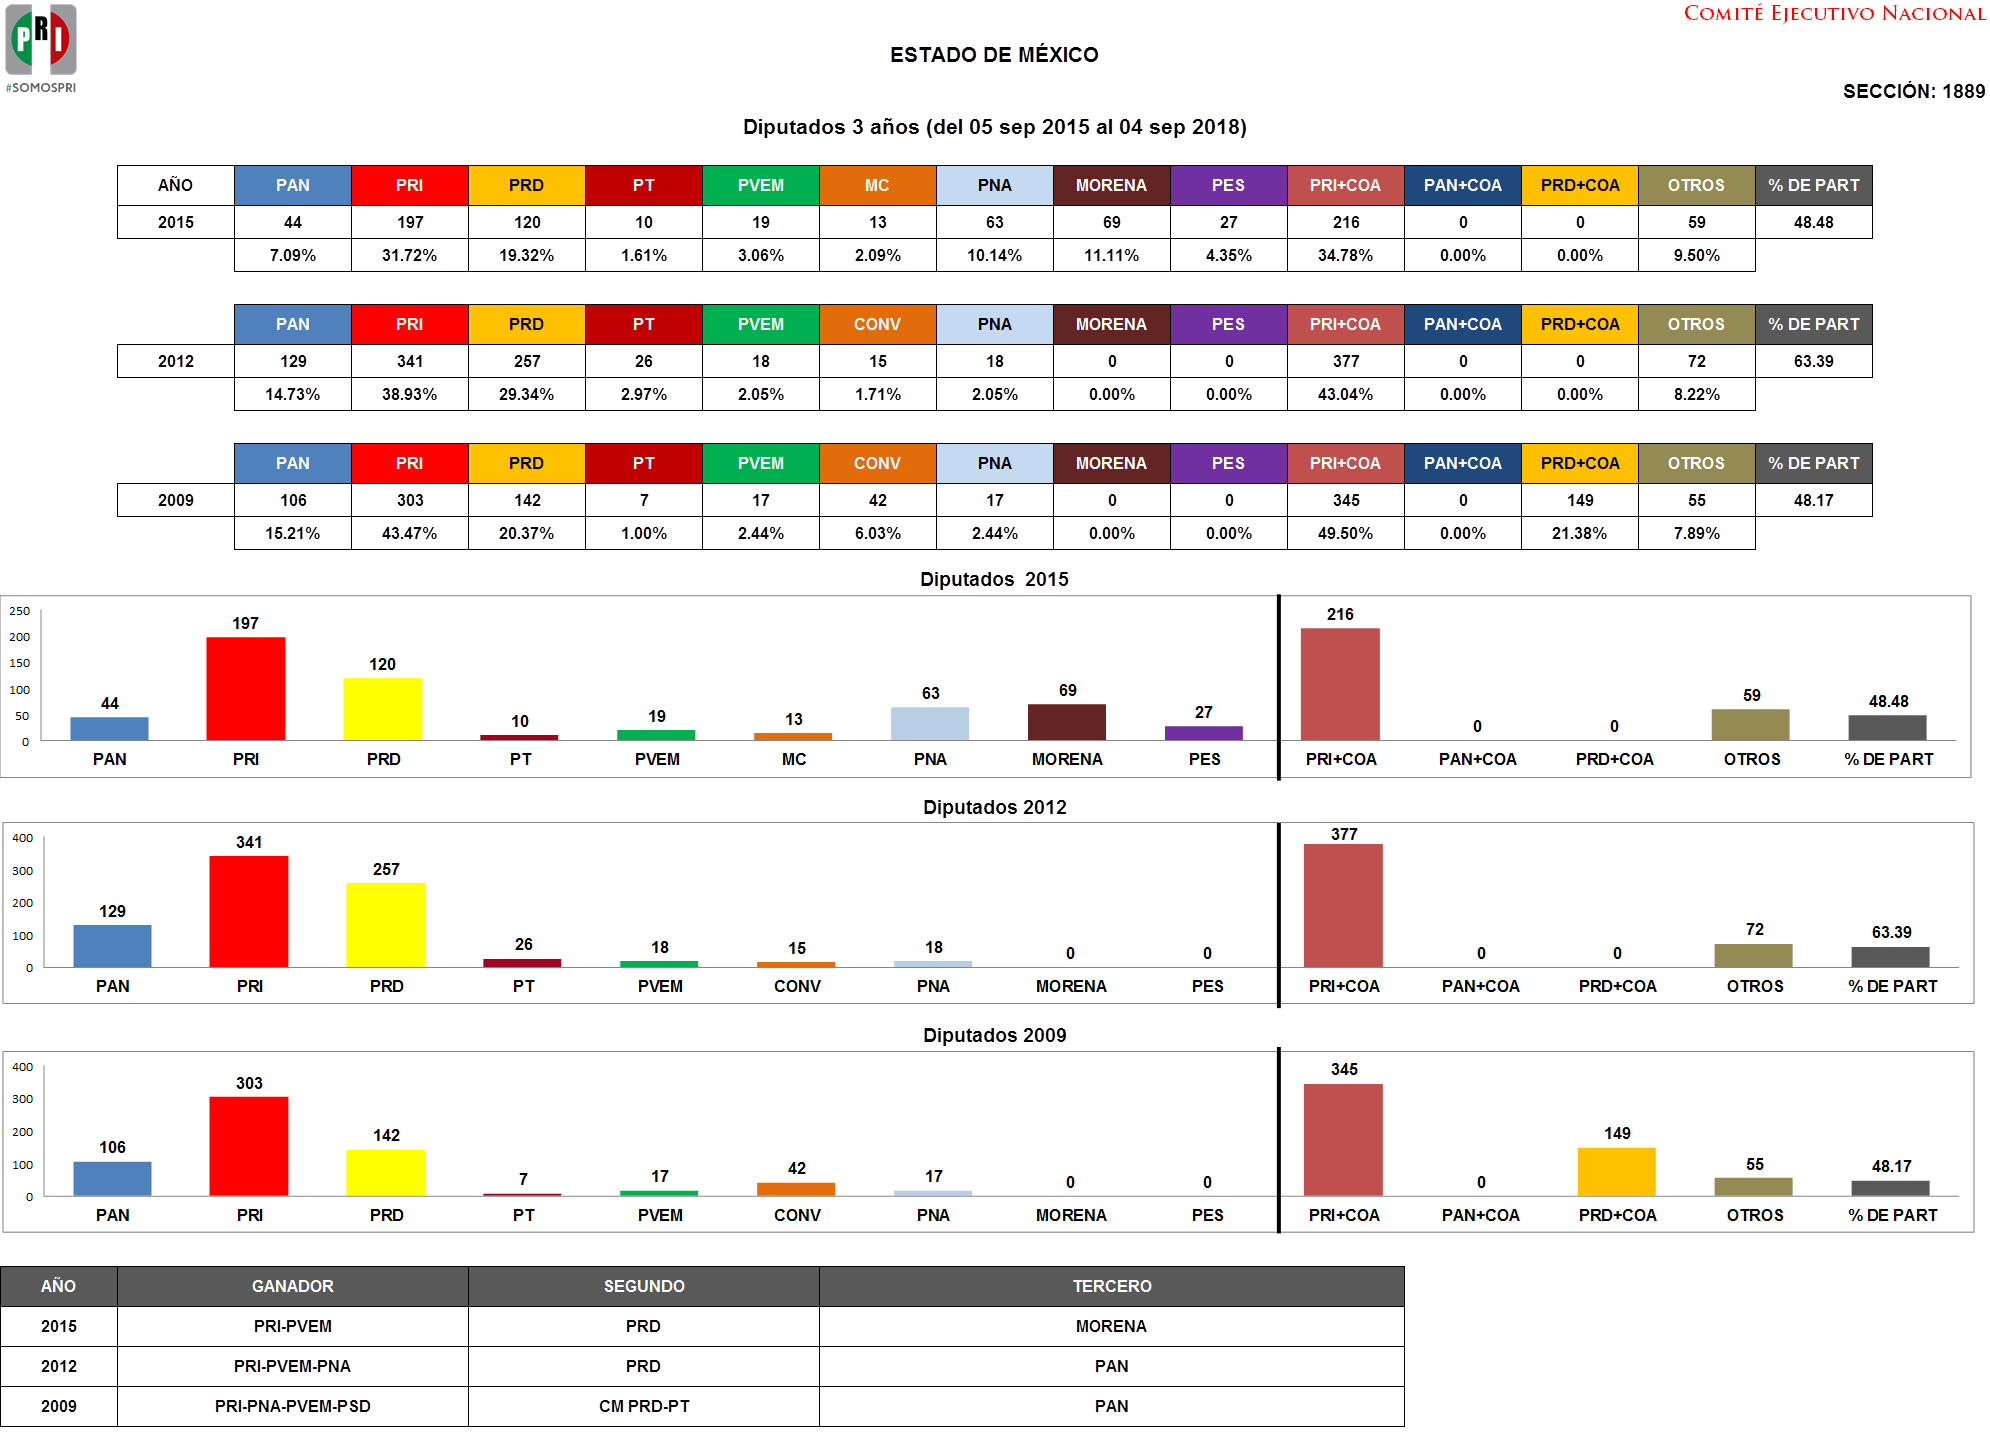 PRI
#SOMOSPRI
COMITÉ EJECUTIVO NACIONAL
ESTADO DE MÉXICO
SECCIÓN: 1889
Diputados 3 años (del 05 sep 2015 al 04 sep 2018)
AÑO PAN PRI PRD PT PVEM MC PNA MORENA PES PRI+COA PAN+COA PRD+COA OTROS % DE PART
2015 44 197 120 10 19 13 63 69 27 216 0 0 59 48.48
7.09% 31.72% 19.32% 1.61% 3.06% 2.09% 10.14% 11.11% 4.35% 34.78% 0.00% 0.00% 9.50%
PAN PRI PRD PT PVEM CONV PNA MORENA PES PRI+COA PAN+COA PRD+COA OTROS % DE PART
2012 129 341 257 26 18 15 18 0 0 377 0 0 72 63.39
14.73% 38.93% 29.34% 2.97% 2.05% 1.71% 2.05% 0.00% 0.00% 43.04% 0.00% 0.00% 8.22%
PAN PRI PRD PT PVEM CONV PNA MORENA PES PRI+COA PAN+COA PRD+COA OTROS % DE PART
2009 106 303 142 7 17 42 17 0 0 345 0 149 55 48.17
15.21% 43.47% 20.37% 1.00% 2.44% 6.03% 2.44% 0.00% 0.00% 49.50% 0.00% 21.38% 7.89%
Diputados 2015
250
200
150
100
50
0
44 197 120 10 19 13 63 69 27 216 0 0 59 48.48
PAN PRI PRD PT PVEM MC PNA MORENA PES PRI+COA PAN+COA PRD+COA OTROS % DE PART
Diputados 2012
400
300
200
100
0
129 341 257 26 18 15 18 0 0 377 0 0 72 63.39
PAN PRI PRD PT PVEM CONV PNA MORENA PES PRI+COA PAN+COA PRD+COA OTROS % DE PART
Diputados 2009
400
300
200
100
0
106 303 142 7 17 42 17 0 0 345 0 149 55 48.17
PAN PRI PRD PT PVEM CONV PNA MORENA PES PRI+COA PAN+COA PRD+COA OTROS % DE PART
AÑO GANADOR SEGUNDO TERCERO
2015 PRI-PVEM PRD MORENA
2012 PRI-PVEM-PNA PRD PAN
2009 PRI-PNA-PVEM-PSD CM PRD-PT PAN